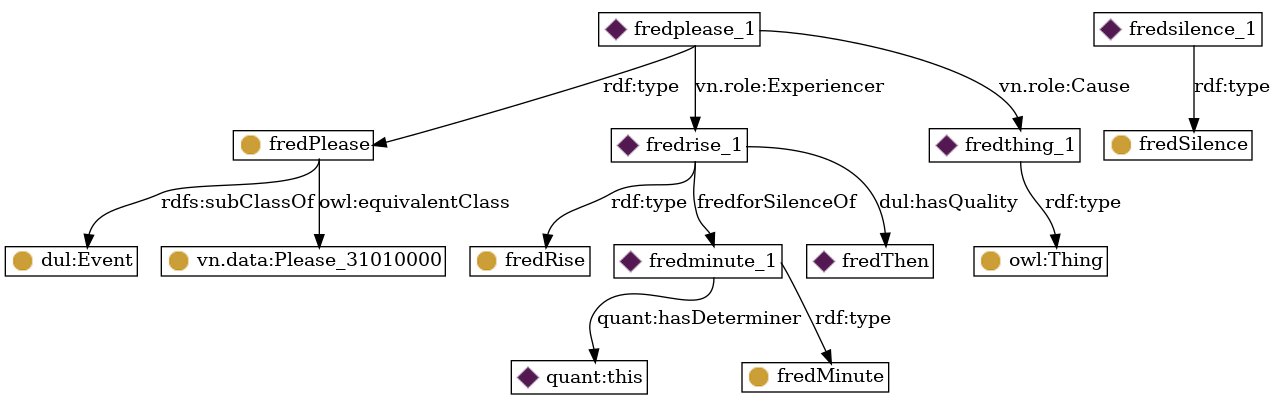 fredplease_1
fredsilence_1
rdf:type
vn.role:Experiencer
vn.role:Cause
rdf:type
fredPlease
fredrise_1
fredthing_1
fredSilence
rdfs:subClassOf
owl:equivalentClass
rdf:type
fredforSilenceOf
dul:hasQuality
rdf:type
dul:Event
vn.data:Please_31010000
fredRise
fredminute_1
fredThen
owl:Thing
quant:hasDeterminer
rdf:type
quant:this
fredMinute